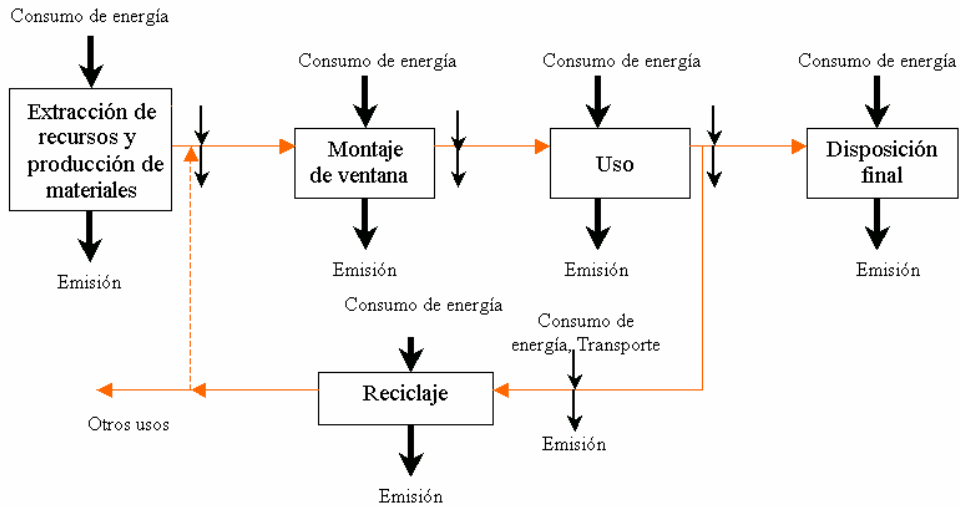 Consumo de energía
Consumo de energía
Consumo de energía
Consumo de energía
Extracción de
recursos y
producción de
materiales
Montaje
de ventana
Uso
Disposición
final
Emisión
Emisión
Emisión
Emisión
Consumo de energía
Consumo de
energía, Transporte
Reciclaje
Otros usos
Emisión
Emisión